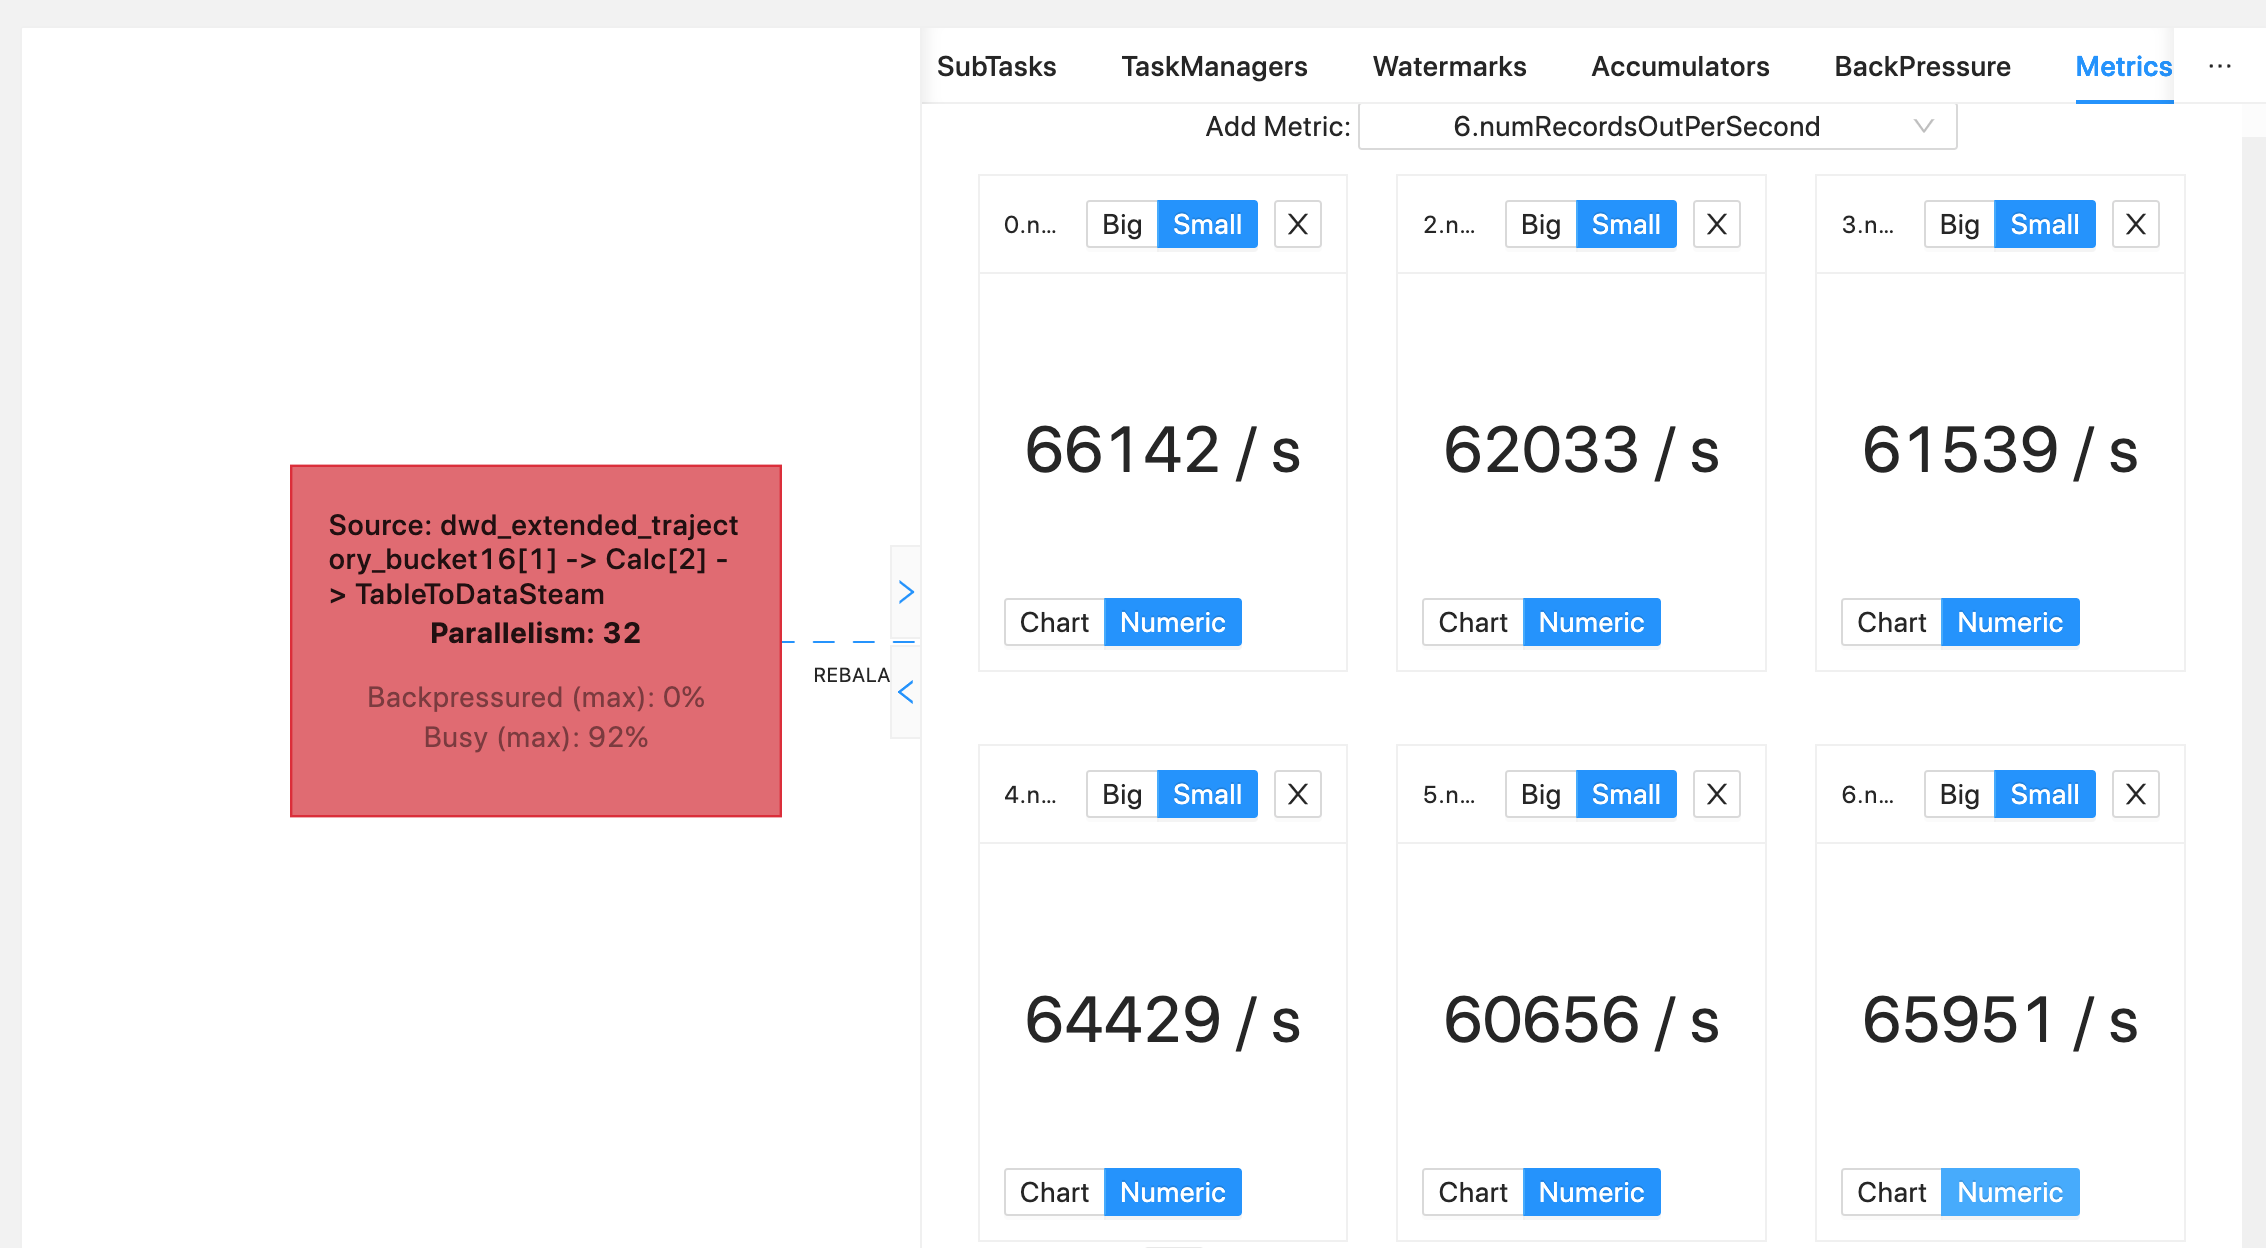 SubTasks TaskManagers Watermarks Accumulators BackPressure Metrics ...
Add Metric: 6.numRecordsOutPerSecond
0.n... Big Small X
2.n... Big Small X
3.n... Big Small X
66142 / s
62033 / s
61539 / s
Chart Numeric
Chart Numeric
Chart Numeric
Source: dwd_extended_traject
ory_bucket16[1] -> Calc[2] -
> TableToDataSteam
Parallelism: 32
Backpressured (max): 0%
Busy (max): 92%
REBALA
4.n... Big Small X
5.n... Big Small X
6.n... Big Small X
64429 / s
60656 / s
65951 / s
Chart Numeric
Chart Numeric
Chart Numeric